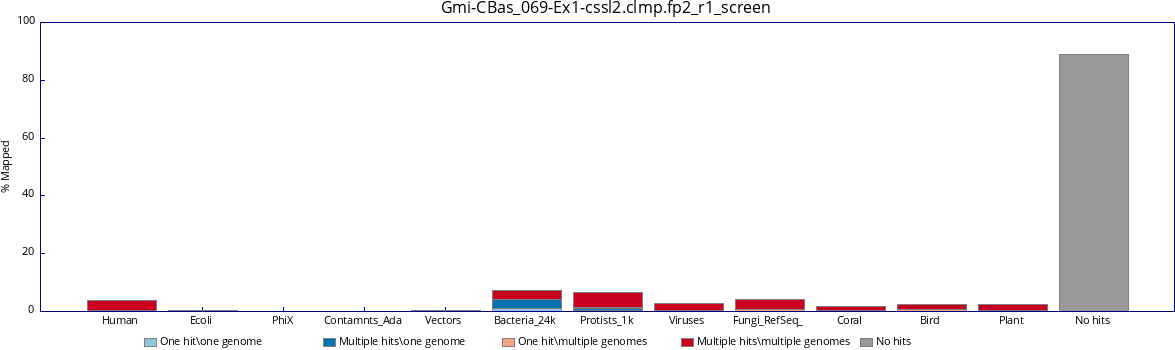 Gmi-CBas_069-Ex1-cssl2.clmp.fp2_r1_screen
100
80
60
40
20
0
% Mapped
Human Ecoli PhiX Contamnts_Ada Vectors Bacteria_24k Protists_1k Viruses Fungi_RefSeq_ Coral Bird Plant No hits
One hit\one genome Multiple hits\one genome One hit\multiple genomes Multiple hits\multiple genomes No hits